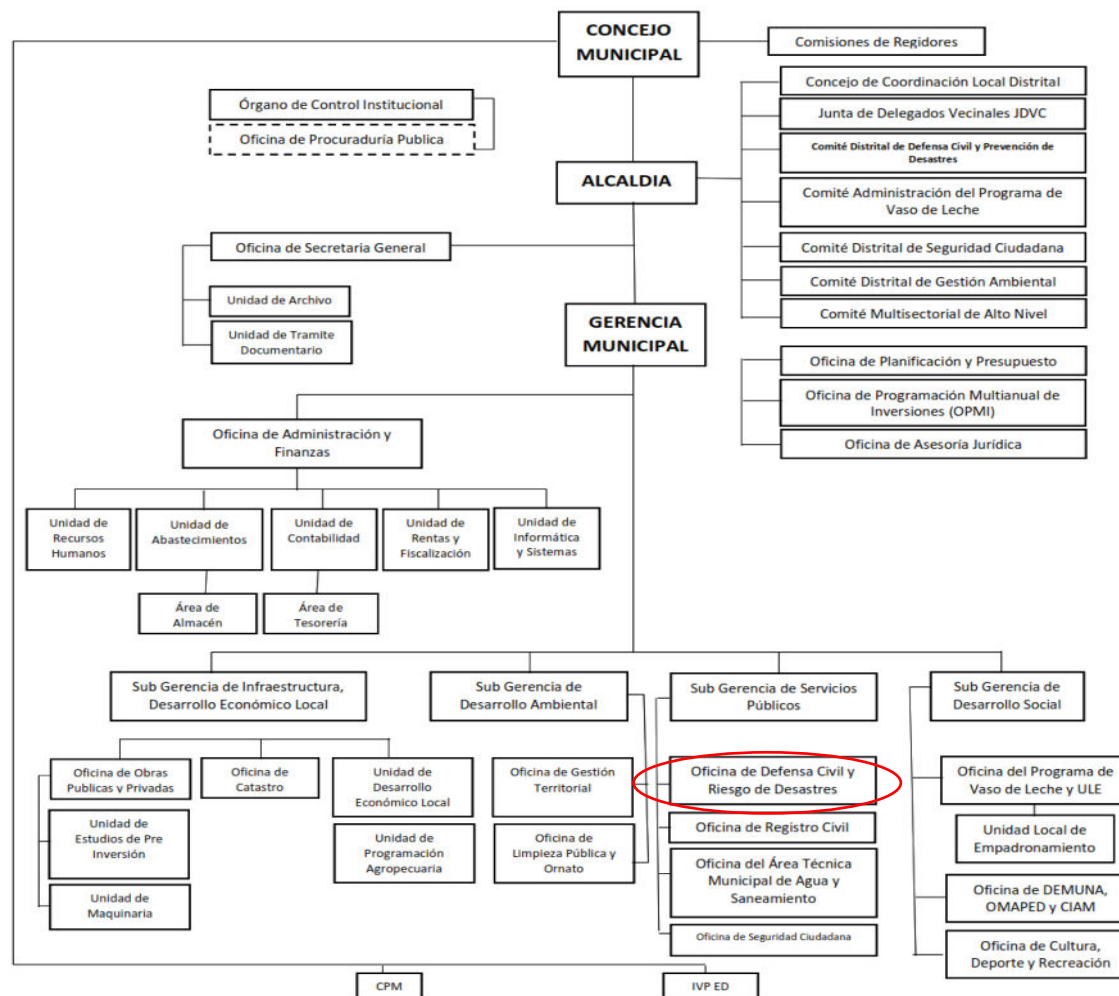 CONCEJO
MUNICIPAL
Comisiones de Regidores
Concejo de Coordinación Local Distrital
Órgano de Control Institucional
Junta de Delegados Vecinales JDVC
Oficina de Procuraduría Publica
Comité Distrital de Defensa Civil y Prevención de
Desastres
ALCALDIA
Comité Administración del Programa de
Vaso de Leche
Oficina de Secretaria General
Comité Distrital de Seguridad Ciudadana
Comité Distrital de Gestión Ambiental
Unidad de Archivo
Comité Multisectorial de Alto Nivel
Unidad de Tramite
Documentario
GERENCIA
MUNICIPAL
Oficina de Planificación y Presupuesto
Oficina de Programación Multianual de
Inversiones (OPMI)
Oficina de Asesoría Jurídica
Oficina de Administración y
Finanzas
Unidad de
Recursos
Humanos
Unidad de
Abastecimientos
Unidad de
Contabilidad
Unidad de
Rentas y
Fiscalización
Unidad de
Informática
y Sistemas
Área de
Almacén
Área de
Tesorería
Sub Gerencia de Infraestructura,
Desarrollo Económico Local
Sub Gerencia de
Desarrollo Ambiental
Sub Gerencia de Servicios
Públicos
Sub Gerencia de
Desarrollo Social
Oficina de Obras
Publicas y Privadas
Oficina de
Catastro
Unidad de
Desarrollo
Económico Local
Oficina de Gestión
Territorial
Oficina de Defensa Civil y
Riesgo de Desastres
Oficina del Programa de
Vaso de Leche y ULE
Unidad de
Estudios de Pre
Inversión
Unidad de
Programación
Agropecuaria
Oficina de
Limpieza Pública y
Ornato
Oficina de Registro Civil
Unidad Local de
Empadronamiento
Oficina del Área Técnica
Municipal de Agua y
Saneamiento
Unidad de
Maquinaria
Oficina de DEMUNA,
OMAPED y CIAM
Oficina de Seguridad Ciudadana
Oficina de Cultura,
Deporte y Recreación
CPM
IVP ED